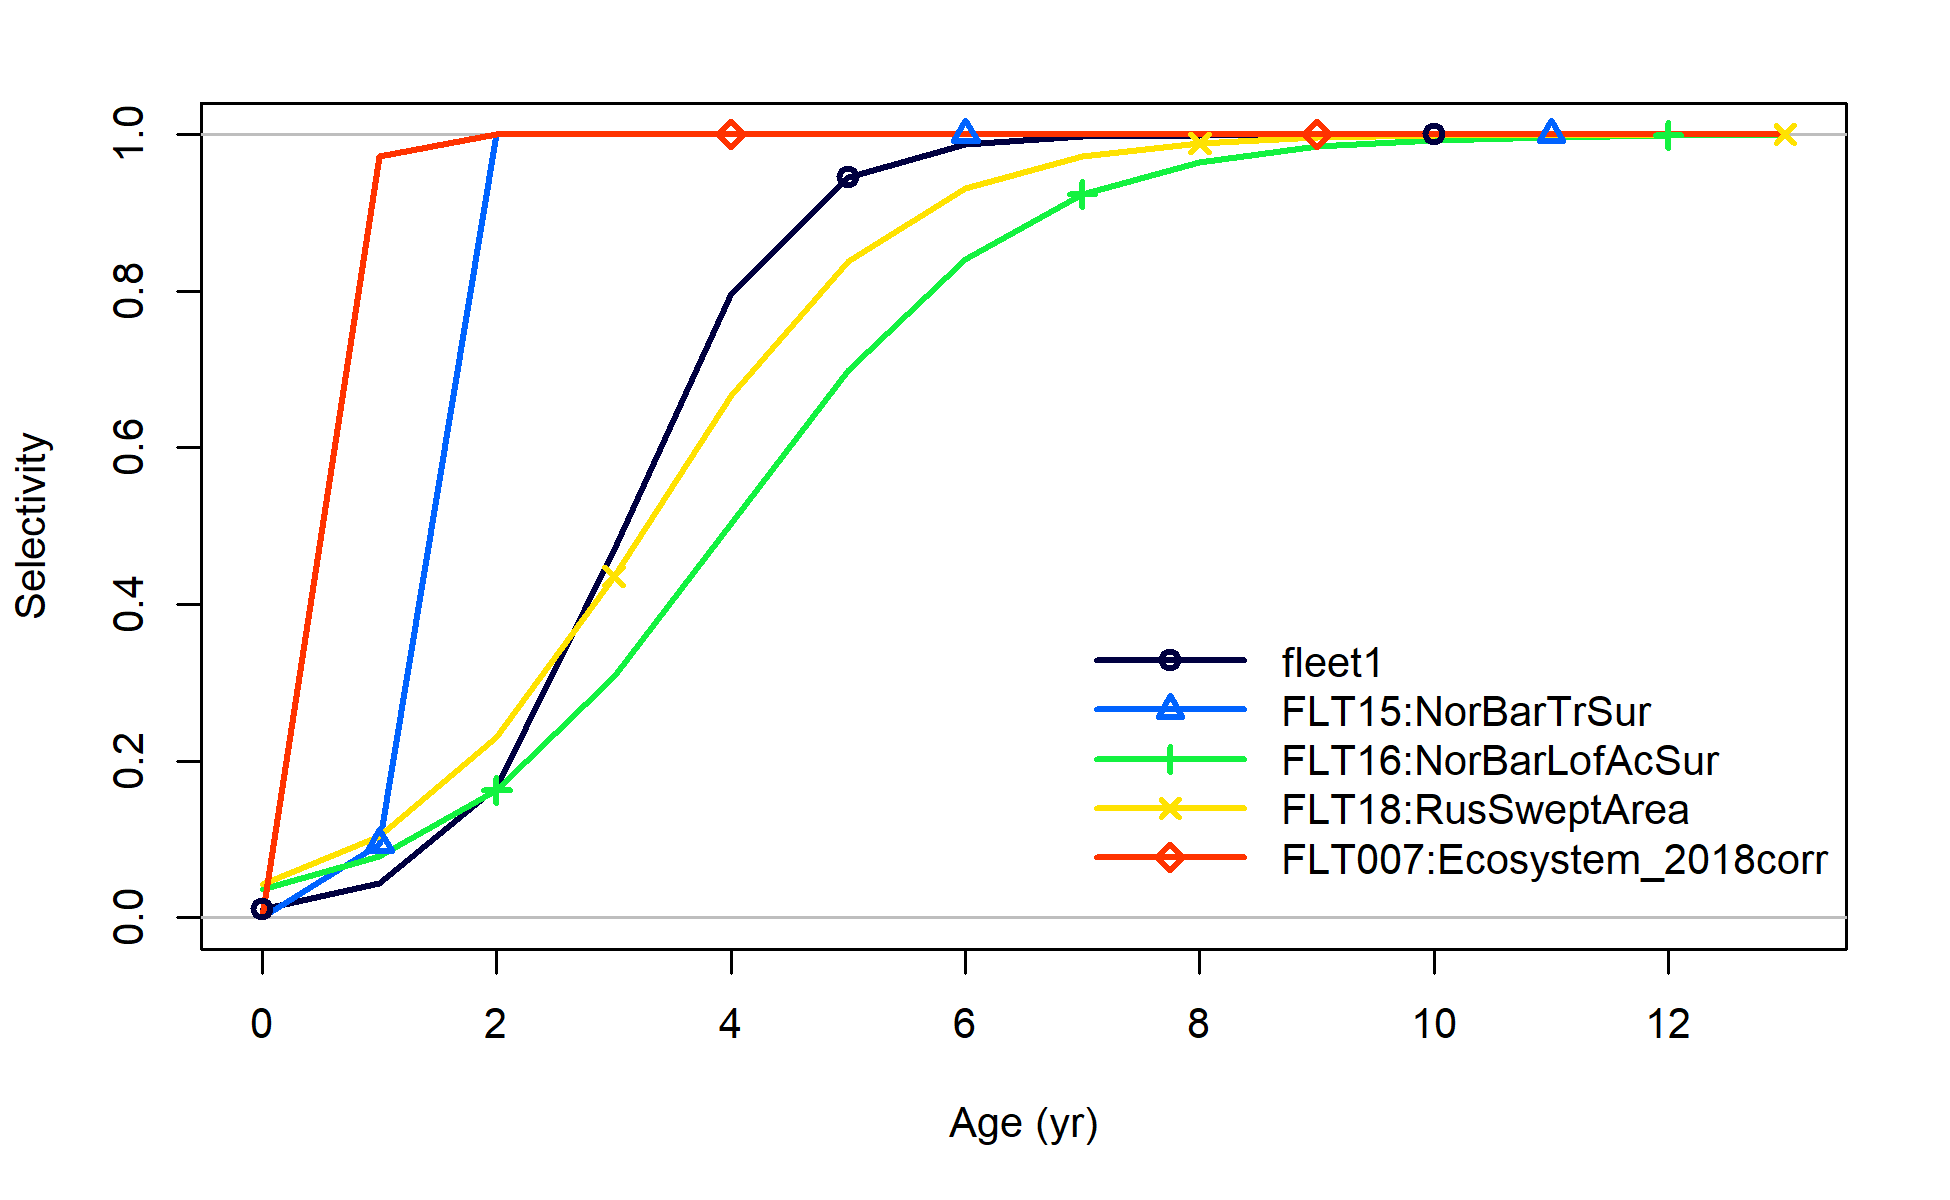 1.0
0.8
0.6
0.4
0.2
0.0
Selectivity
fleet1
FLT15:NorBarTrSur
FLT16:NorBarLofAcSur
FLT18:RusSweptArea
FLT007:Ecosystem_2018corr
0 2 4 6 8 10 12
Age (yr)